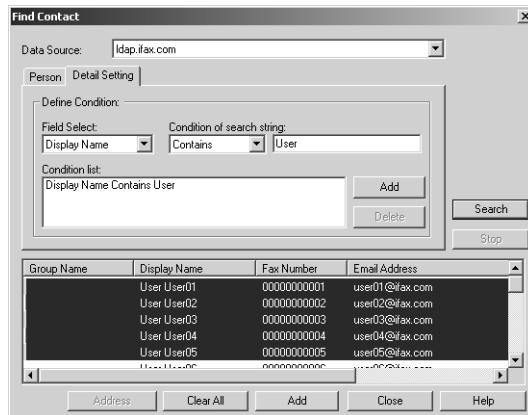 Find Contact
Data Source: ldap.ifax.com
Person Detail Setting
Define Condition:
Field Select: Condition of search string:
Display Name Contains User
Condition list:
Display Name Contains User
Add
Delete
Search
Stop
Group Name Display Name Fax Number Email Address
User User01 00000000001 user01@ifax.com
User User02 00000000002 user02@ifax.com
User User03 00000000003 user03@ifax.com
User User04 00000000004 user04@ifax.com
User User05 00000000005 user05@ifax.com
Address Clear All Add Close Help